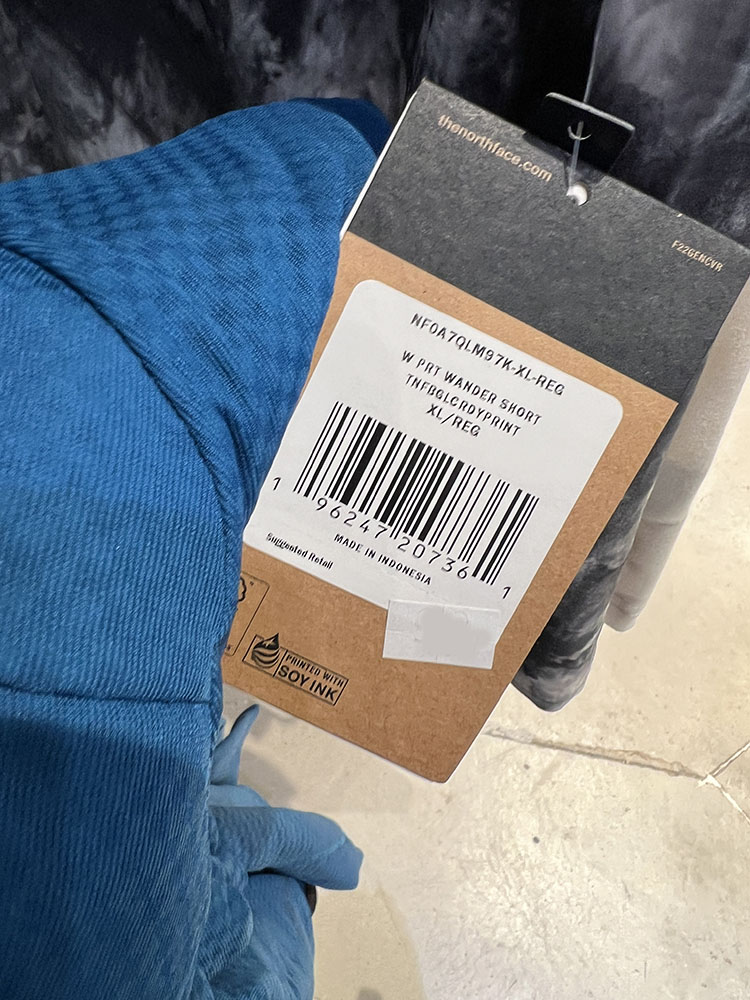 thenorthface.com
F22GENCVR
NF0A7QLM97K-XL-REG
W PRT WANDER SHORT
TNFBGLCRDYPRINT
XL/REG
1 96247 20736 1
MADE IN INDONESIA
Suggested Retail
PRINTED WITH
SOY INK